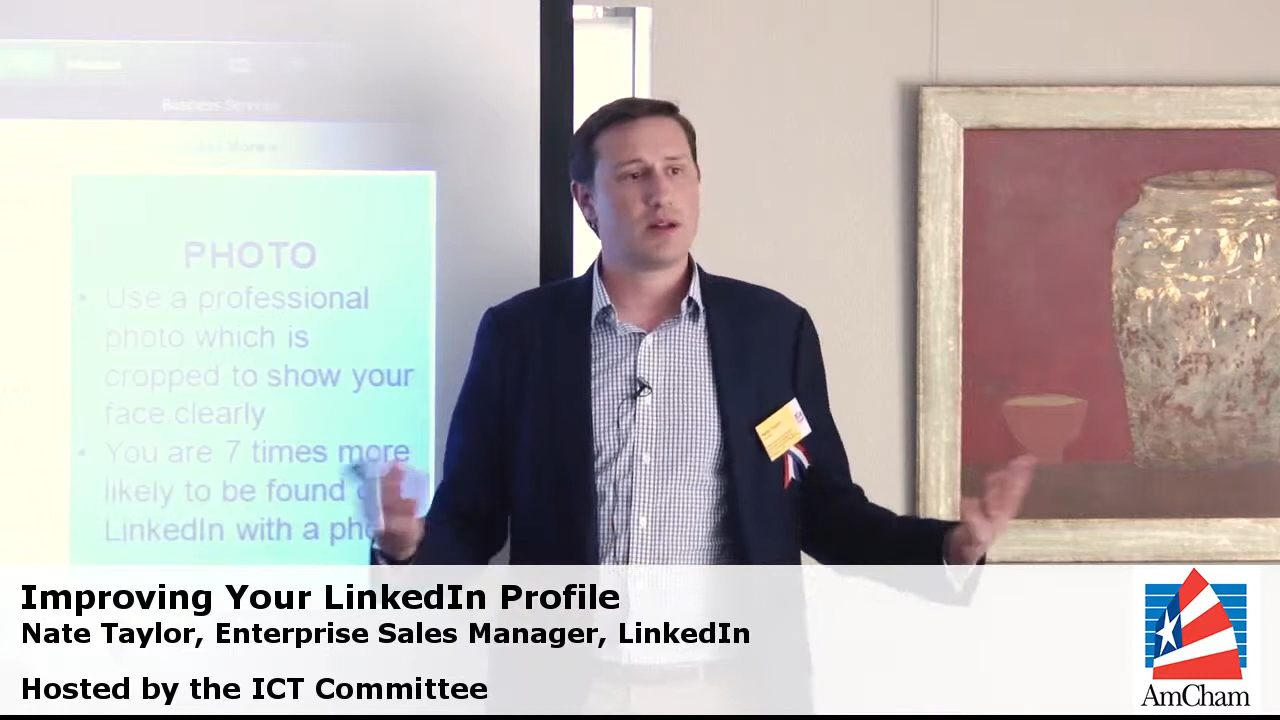 Business Services
PHOTO
• Use a professional
photo which is
cropped to show your
face clearly
• You are 7 times more
likely to be found
LinkedIn with a
Improving Your LinkedIn Profile
Nate Taylor, Enterprise Sales Manager, LinkedIn
Hosted by the ICT Committee
AmCham